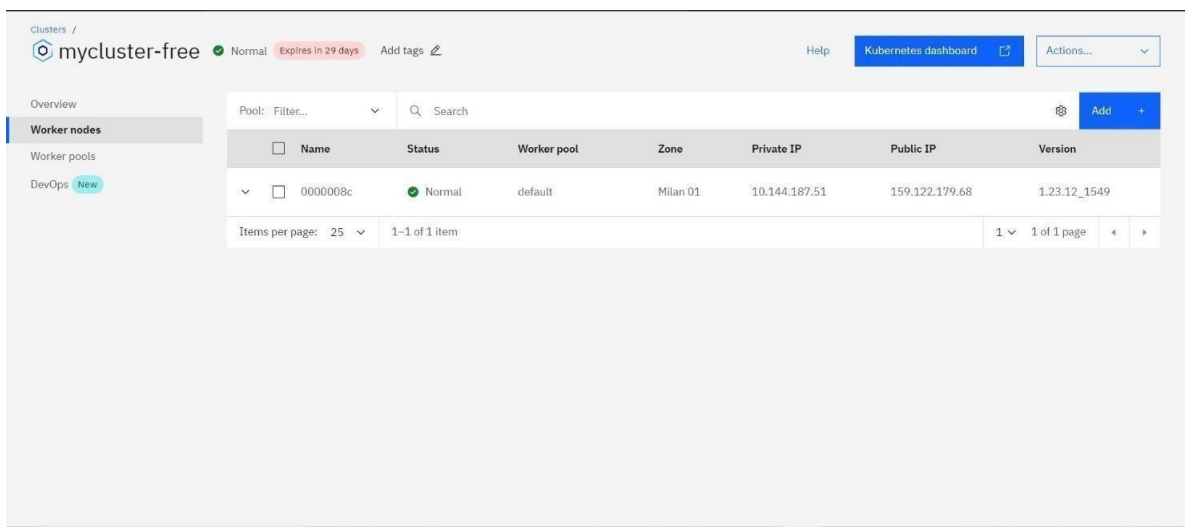 Clusters /
mycluster-free Normal Expires in 29 days Add tags Help Kubernetes dashboard Actions...
Overview
Worker nodes
Worker pools
DevOps New
Pool: Filter... Search Add +
Name Status Worker pool Zone Private IP Public IP Version
0000008c Normal default Milan 01 10.144.187.51 159.122.179.68 1.23.12_1549
Items per page: 25 1–1 of 1 item 1 1 of 1 page